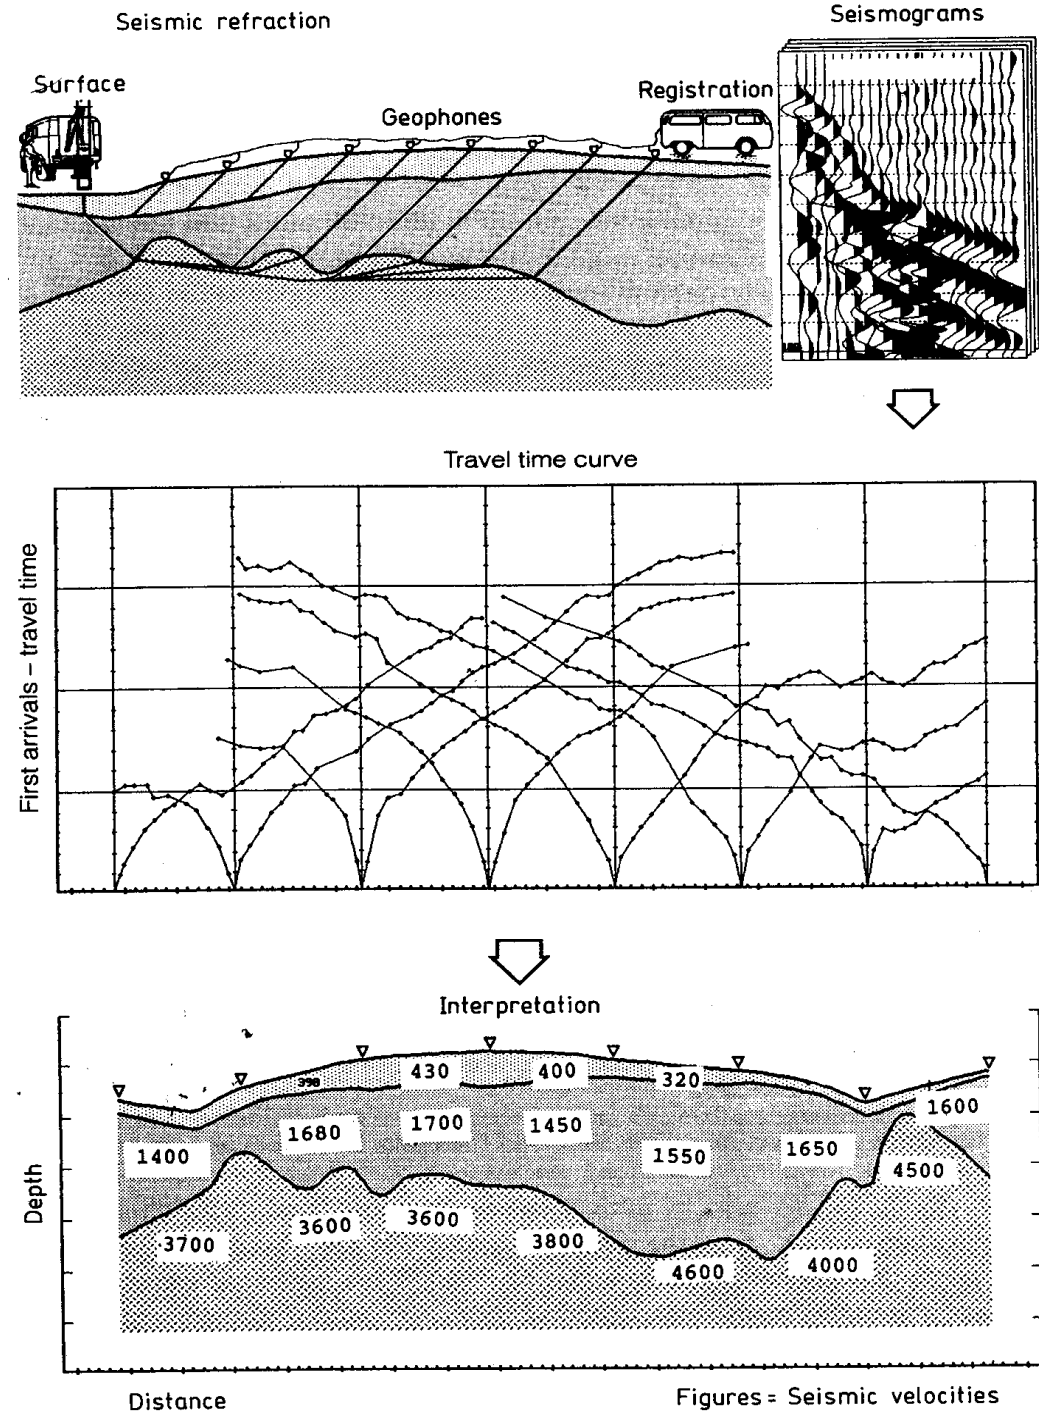 Seismic refraction
Seismograms
Surface
Registration
Geophones
Travel time curve
First arrivals – travel time
Interpretation
Depth
390
430
400
320
1600
1400
1680
1700
1450
1550
1650
4500
3700
3600
3600
3800
4600
4000
Distance
Figures = Seismic velocities